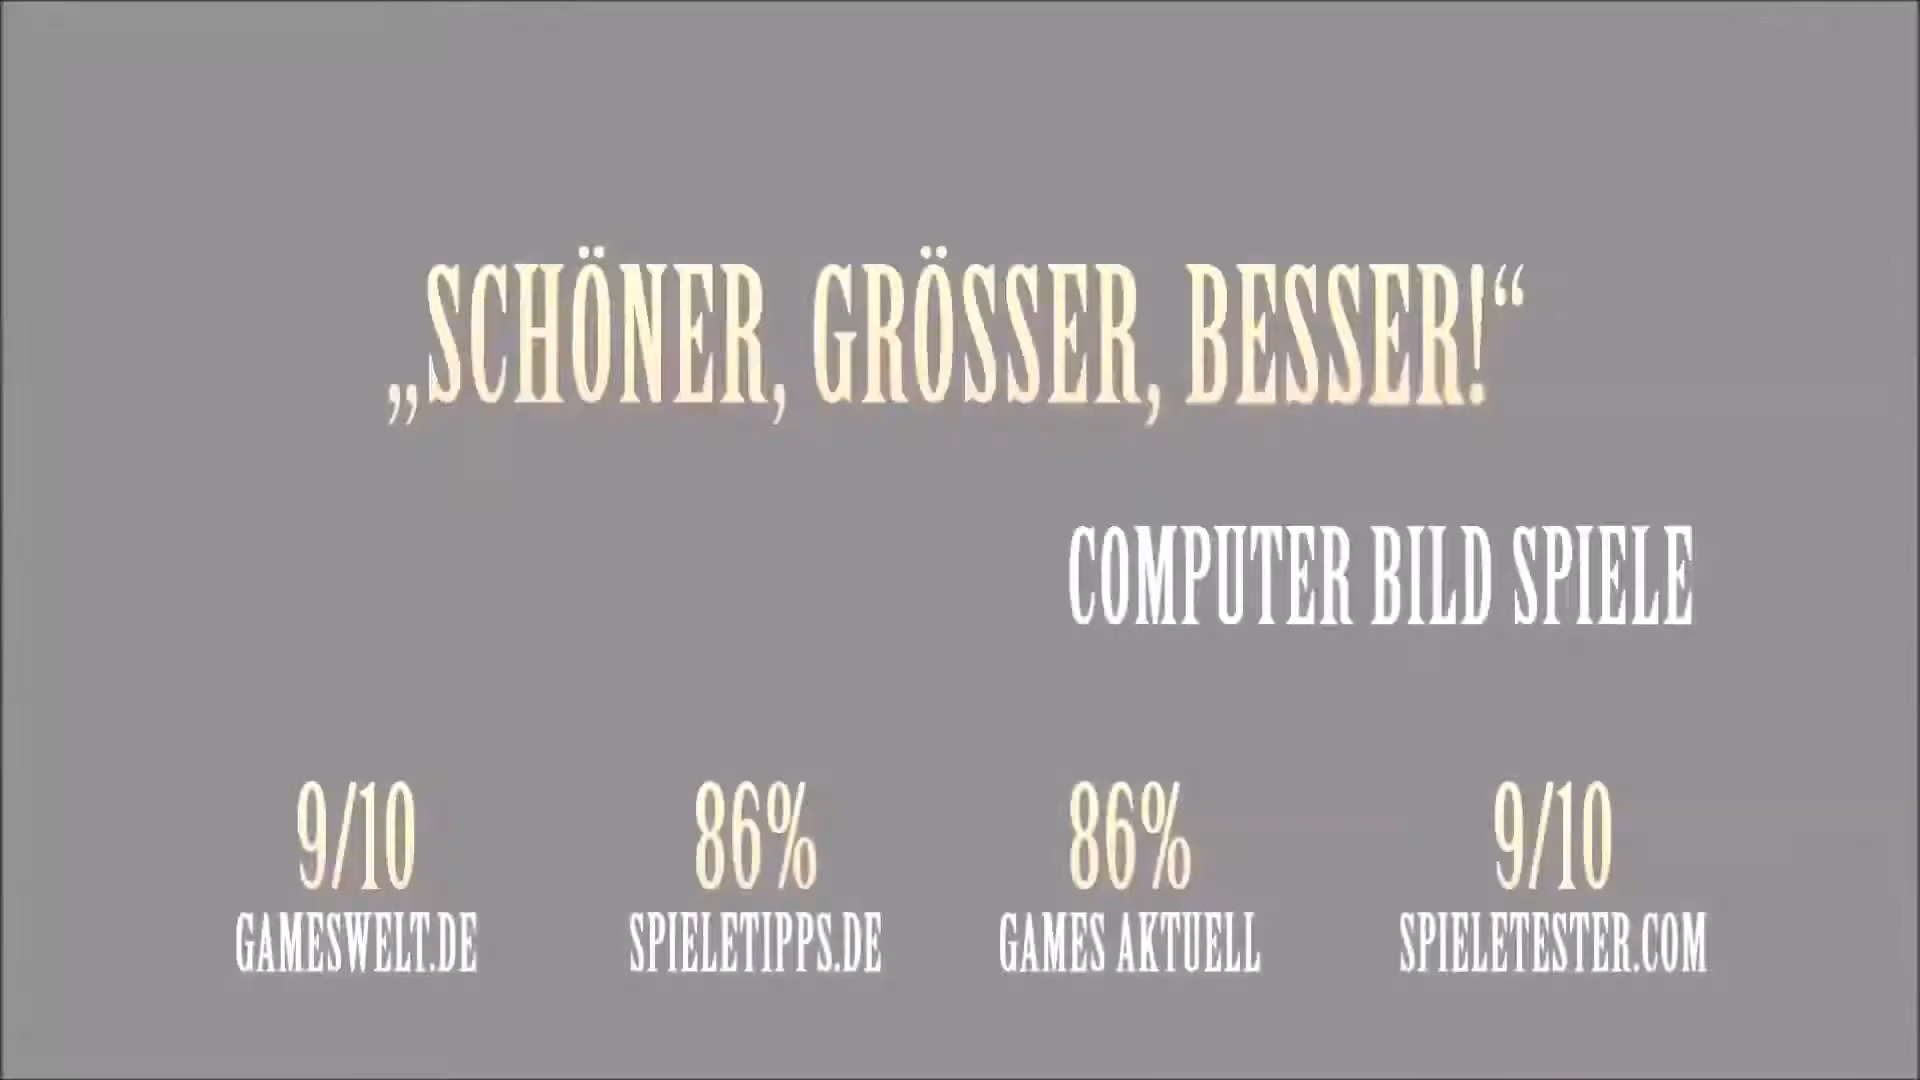 „SCHÖNER, GRÖSSER, BESSER!“
COMPUTER BILD SPIELE
9/10 86% 86% 9/10
GAMESWELT.DE SPIELETIPPS.DE GAMES AKTUELL SPIELETESTER.COM